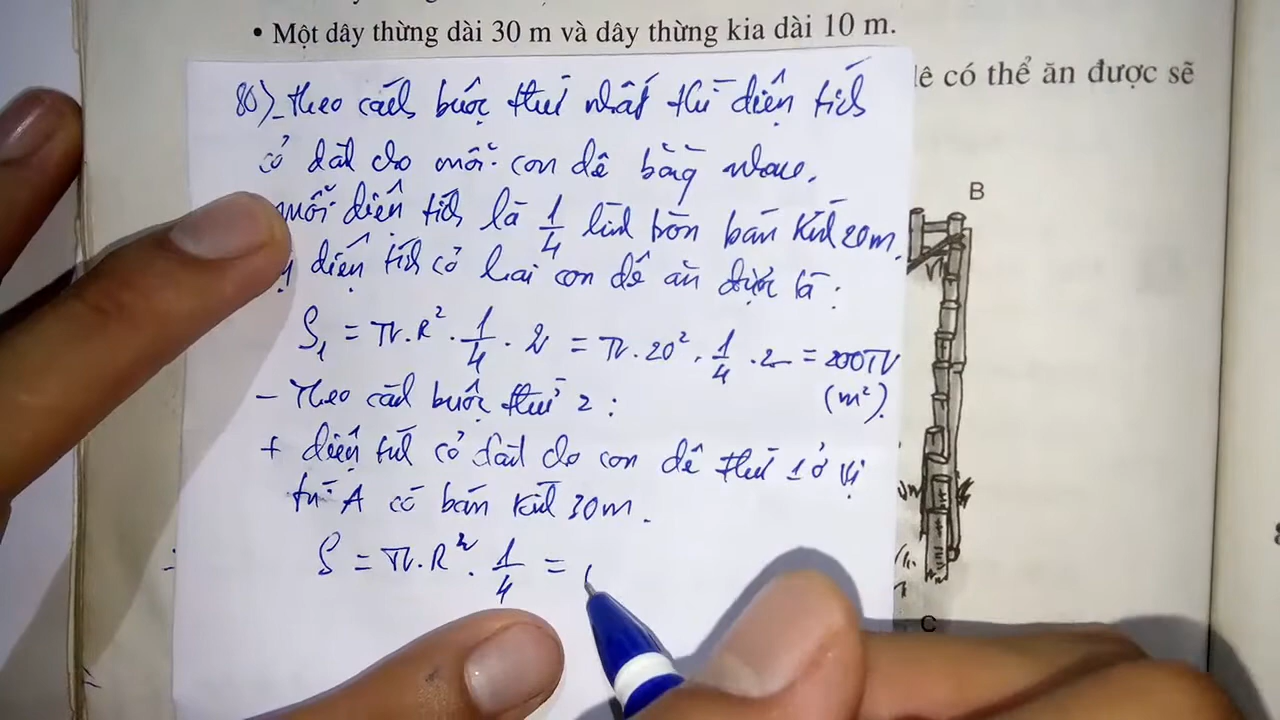 • Một dây thừng dài 30 m và dây thừng kia dài 10 m.
lê có thể ăn được sẽ
80)_ theo cách buộc thứ nhất thì diện tích
cỏ dành cho mỗi con dê bằng nhau.
mỗi diện tích là 1/4 hình tròn bán kính 20m.
diện tích cỏ hai con dê ăn được là:
S₁ = π.R². 1/4 . 2 = π.20². 1/4 .2 = 200π
(m²).
- Theo cách buộc thứ 2:
+ diện tích cỏ dành cho con dê thứ 1 ở vị
trí A có bán kính 30m.
S = π.R². 1/4 =
B
C